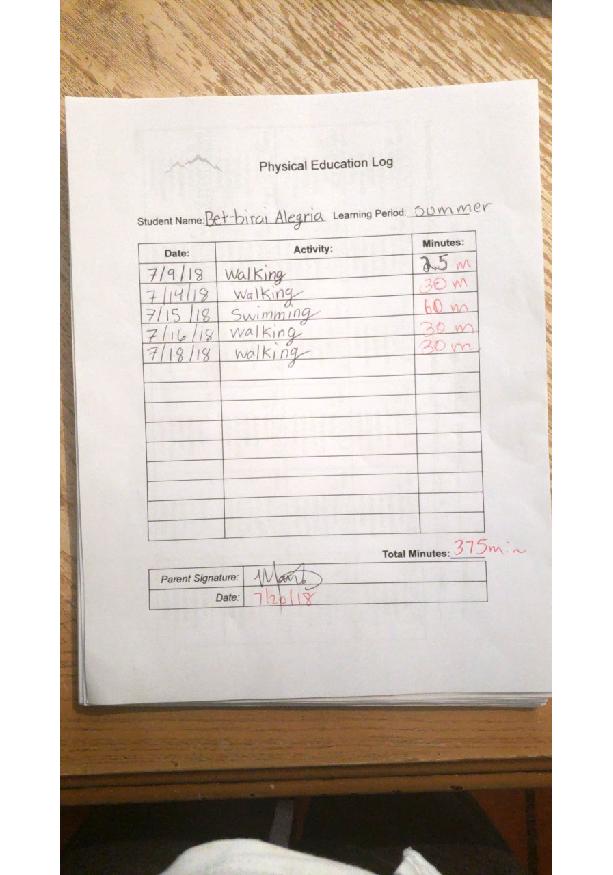 Physical Education Log
Student Name: Bet-birai Alegria Learning Period: Summer
Date: Activity: Minutes:
7/9/18 Walking 25 m
7/14/18 walking 30 m
7/15/18 Swimming 60 m
7/16/18 walking 30 m
7/18/18 walking 30 m
Total Minutes: 375min
Parent Signature:
Date: 7/20/18